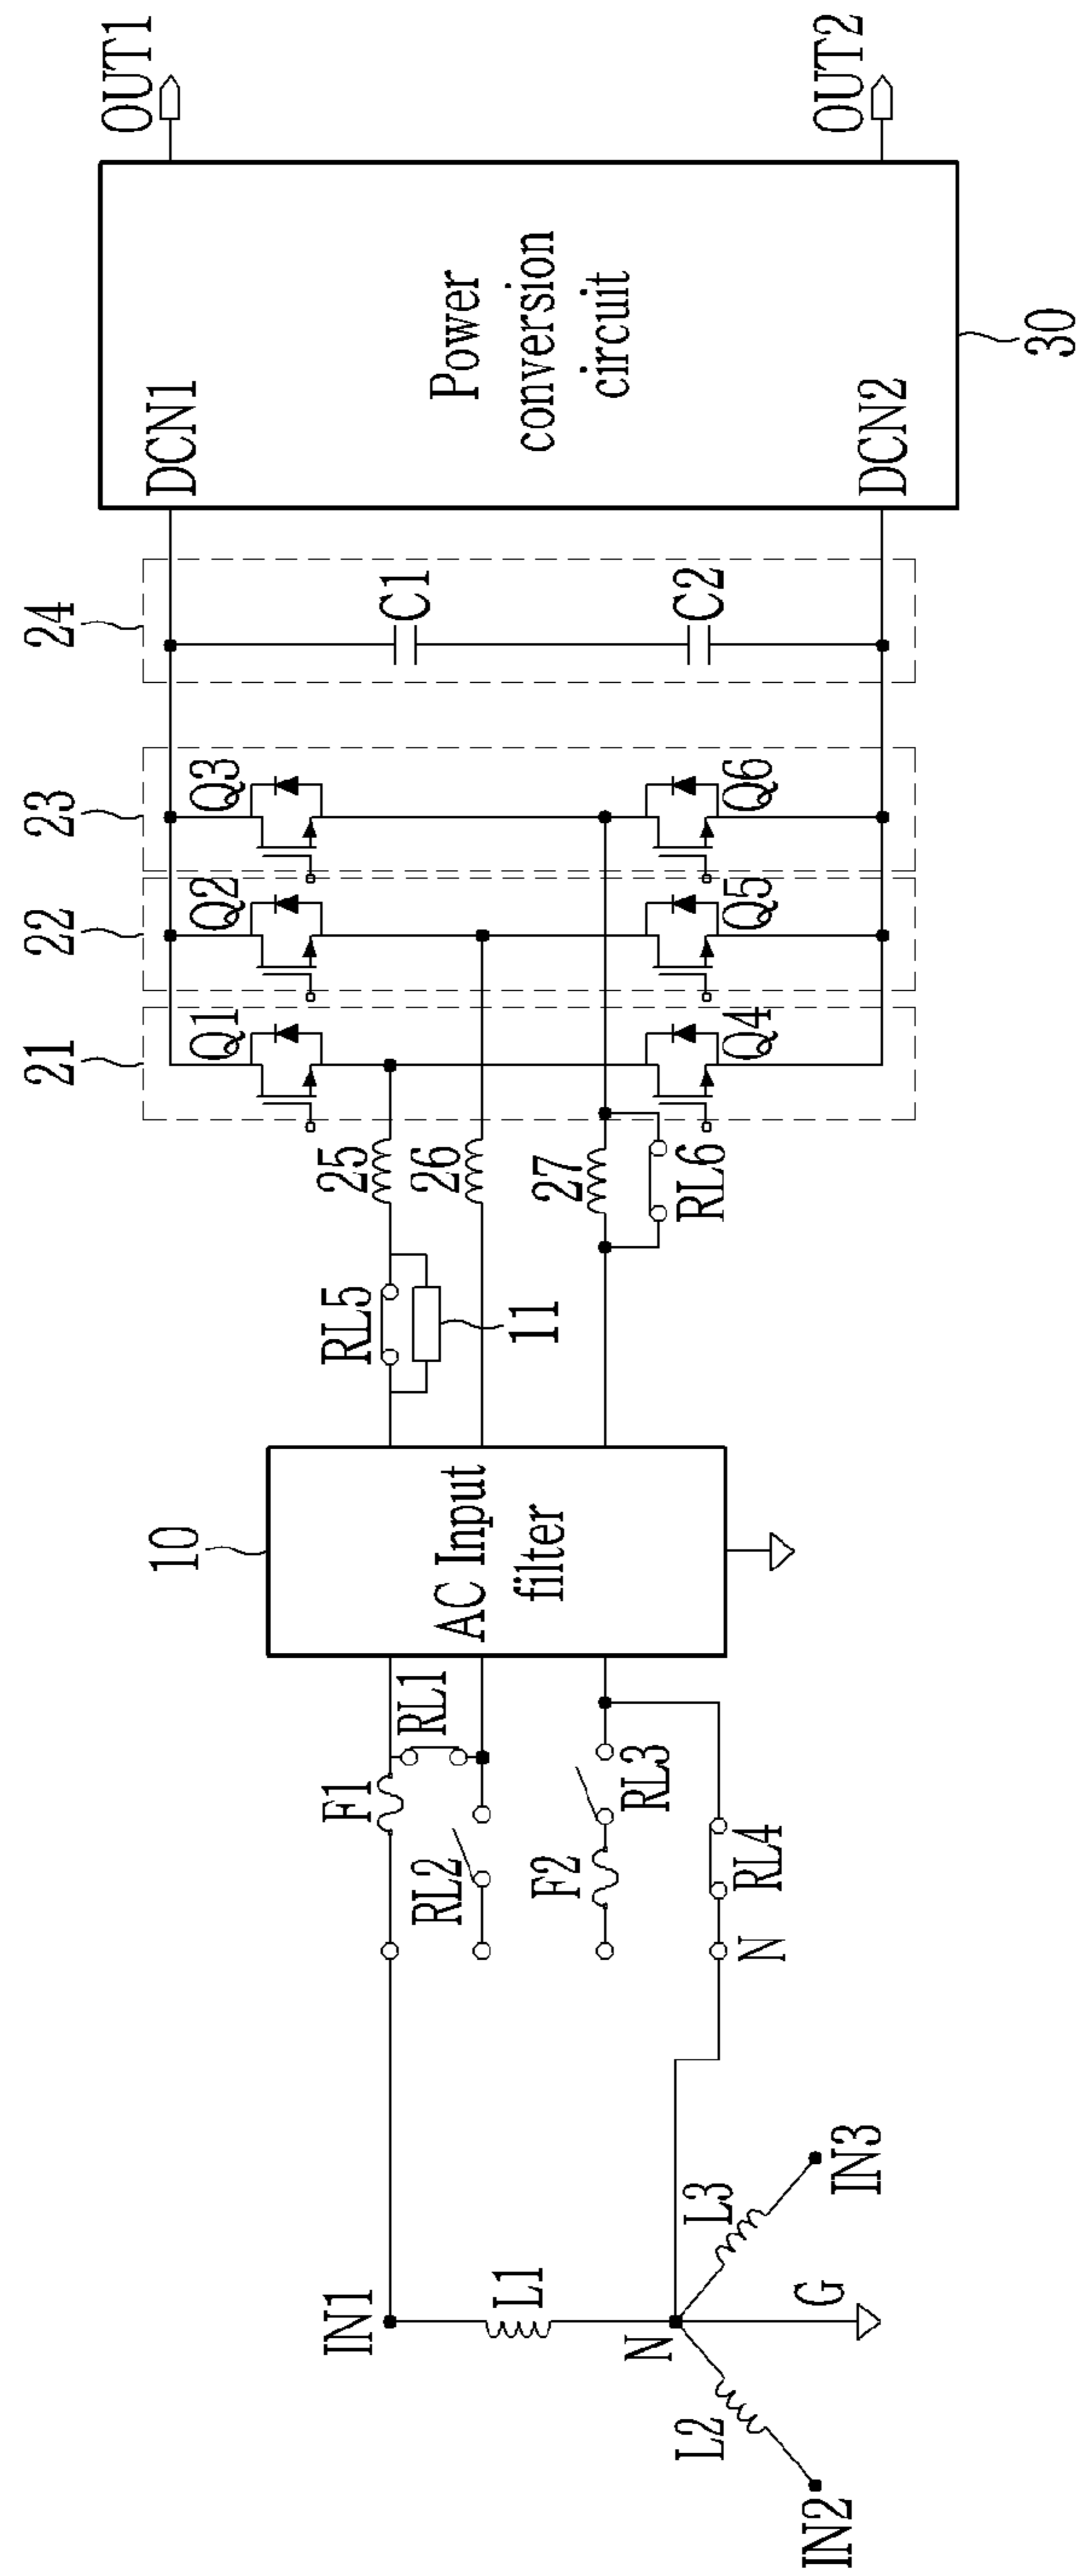 IN2
L2
IN1
L1
N
G
L3
IN3
N
F1
RL1
RL2
F2
RL3
RL4
10
AC Input
filter
RL5
11
25
26
27
RL6
21
22
23
24
Q1
Q2
Q3
Q4
Q5
Q6
C1
C2
DCN1
DCN2
Power
conversion
circuit
30
OUT1
OUT2